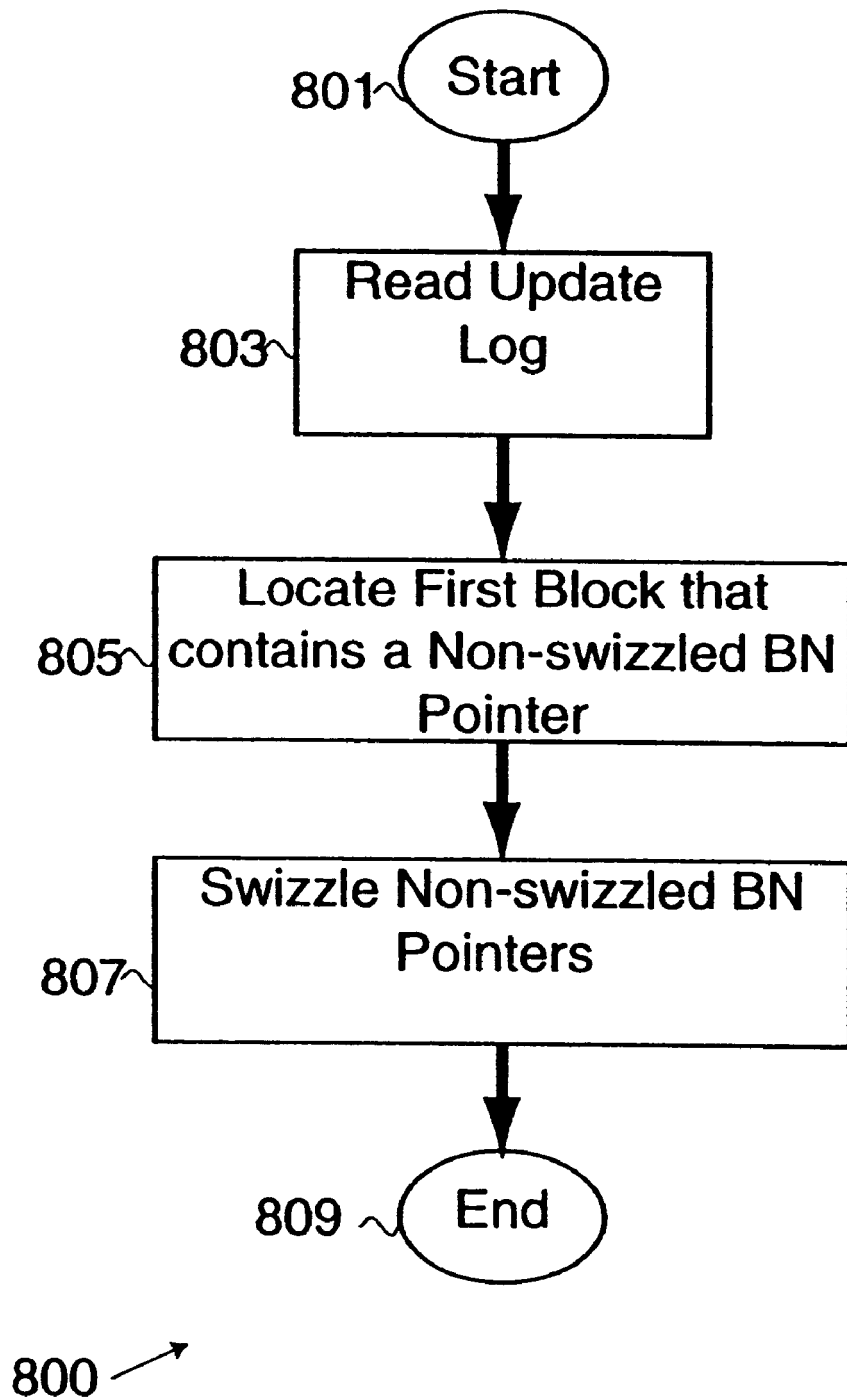 801
Start
803
Read Update
Log
805
Locate First Block that
contains a Non-swizzled BN
Pointer
807
Swizzle Non-swizzled BN
Pointers
809
End
800